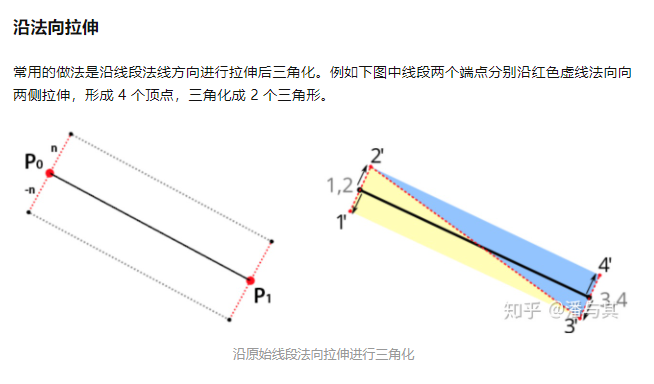 沿法向拉伸
常用的做法是沿线段法线方向进行拉伸后三角化。例如下图中线段两个端点分别沿红色虚线法向向
两侧拉伸，形成 4 个顶点，三角化成 2 个三角形。
n
P₀
-n
P₁
2'
1,2
1'
4'
3,4
3'
知乎 @潘与其
沿原始线段法向拉伸进行三角化